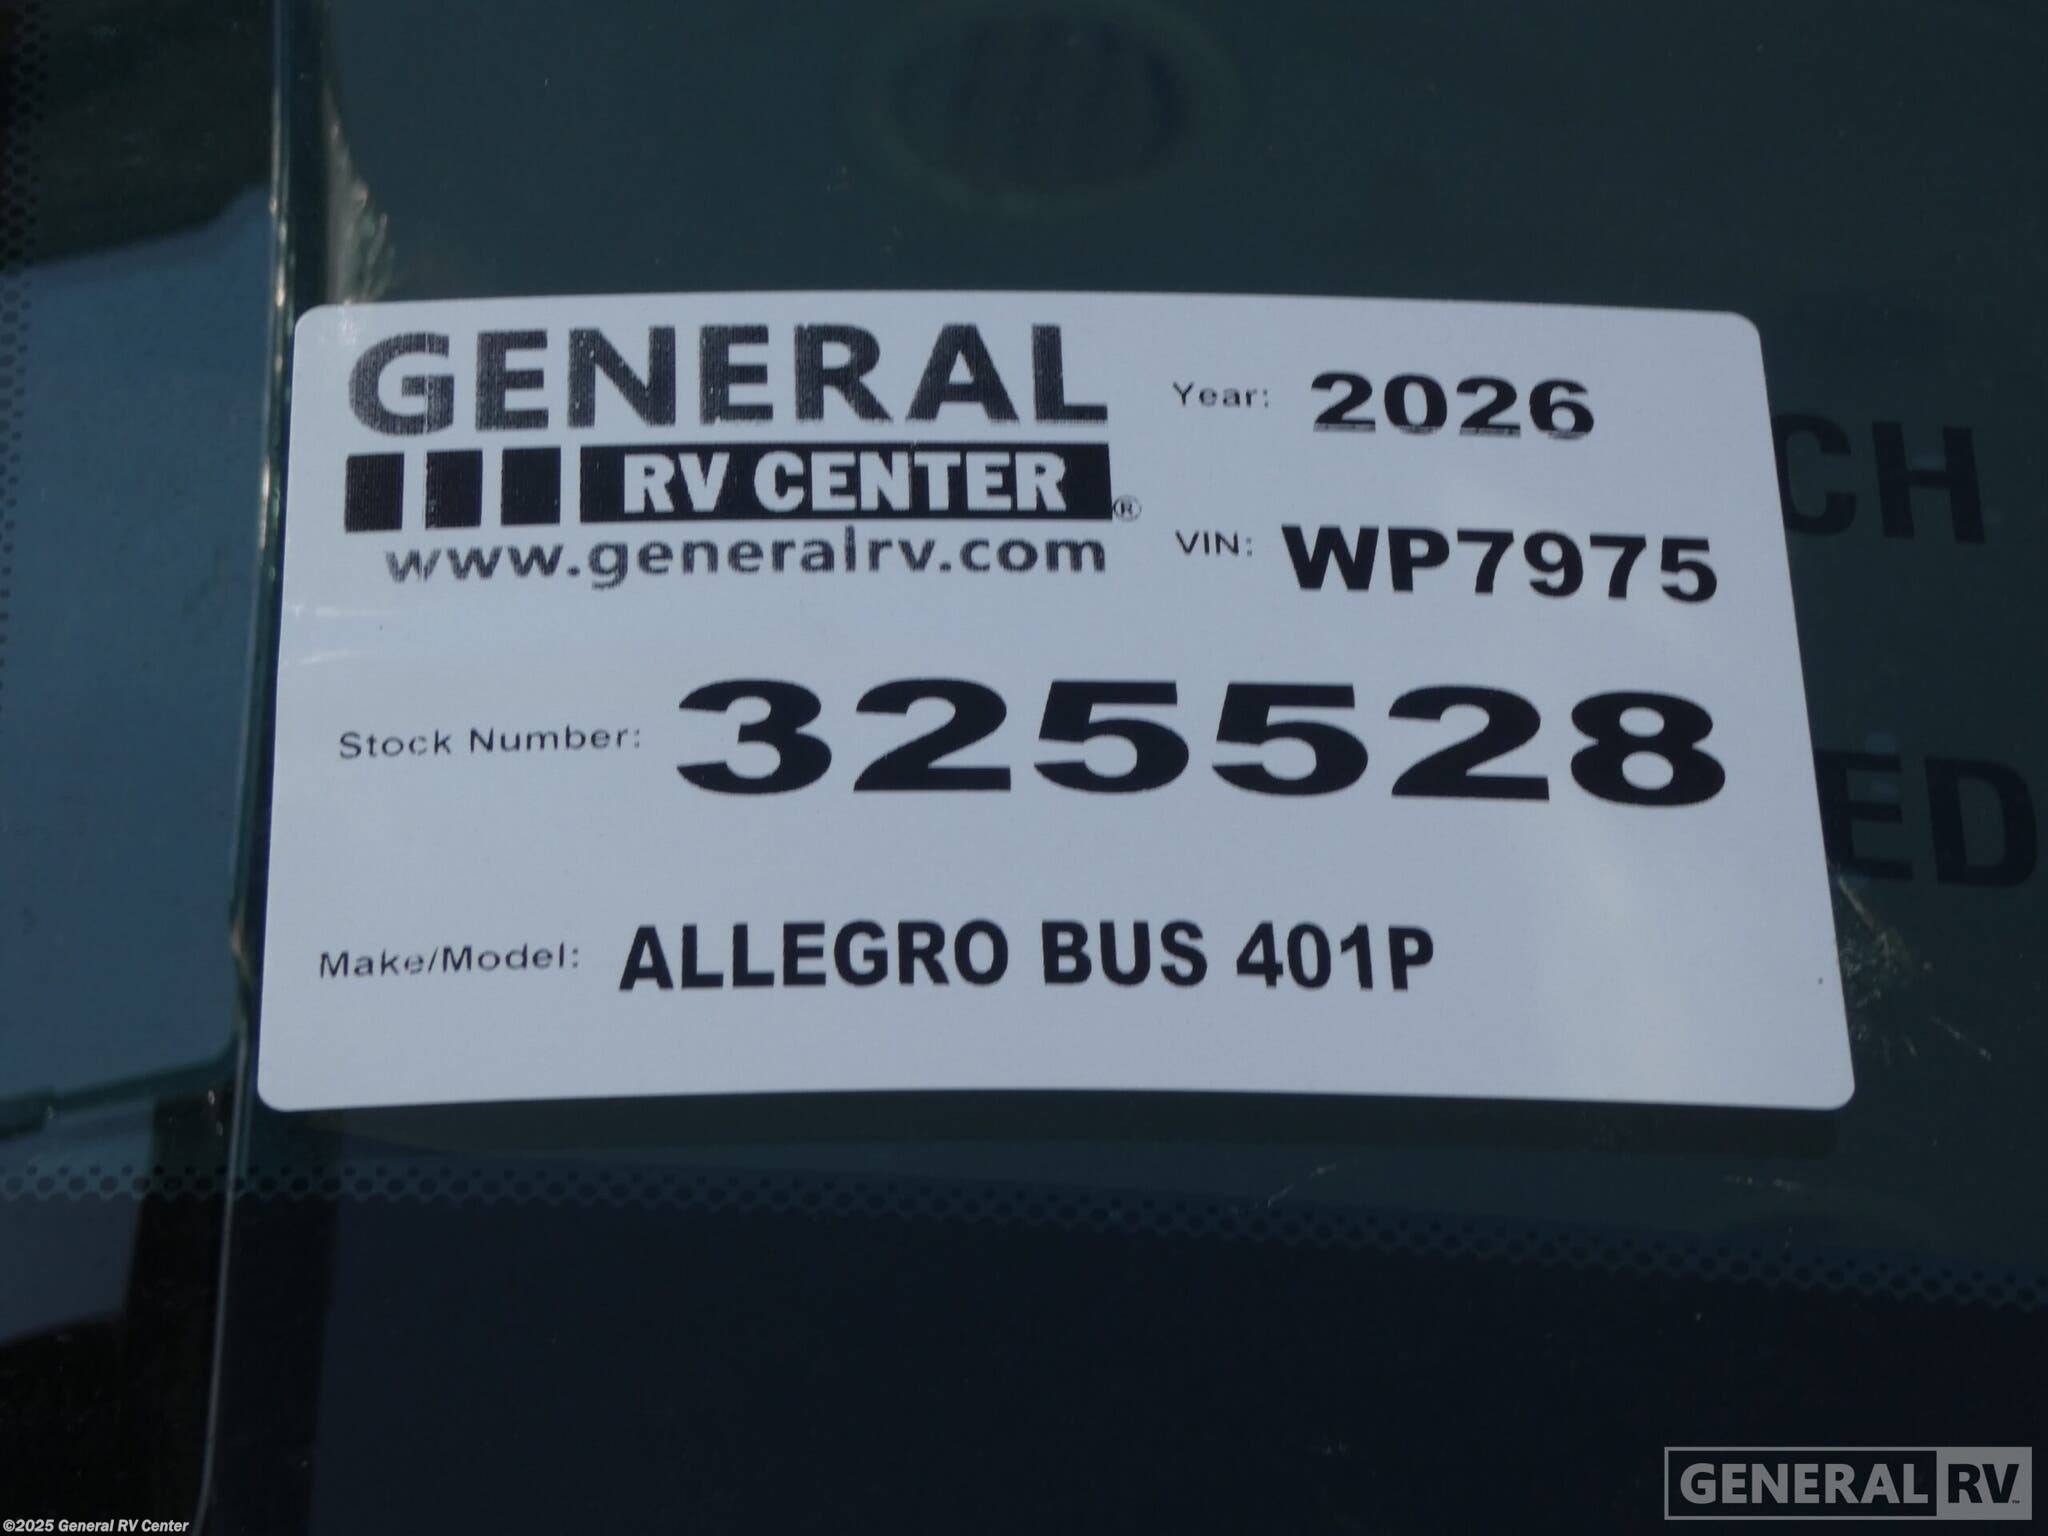 GENERAL
RV CENTER®
www.generalrv.com
Year: 2026
VIN: WP7975
Stock Number: 325528
Make/Model: ALLEGRO BUS 401P
CH
ED
GENERAL RV™
©2025 General RV Center